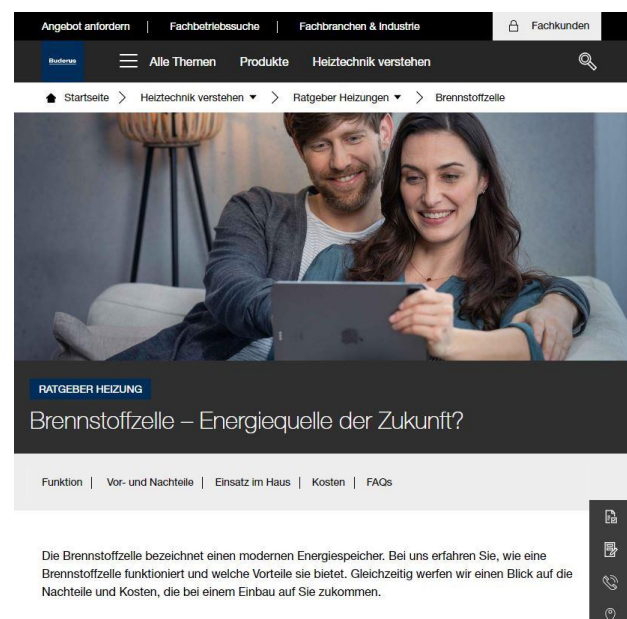 Angebot anfordern | Fachbetriebssuche | Fachbranchen & Industrie Fachkunden
Buderus Alle Themen Produkte Heiztechnik verstehen
Startseite > Heiztechnik verstehen ▼ > Ratgeber Heizungen ▼ > Brennstoffzelle
RATGEBER HEIZUNG
Brennstoffzelle – Energiequelle der Zukunft?
Funktion | Vor- und Nachteile | Einsatz im Haus | Kosten | FAQs
Die Brennstoffzelle bezeichnet einen modernen Energiespeicher. Bei uns erfahren Sie, wie eine
Brennstoffzelle funktioniert und welche Vorteile sie bietet. Gleichzeitig werfen wir einen Blick auf die
Nachteile und Kosten, die bei einem Einbau auf Sie zukommen.